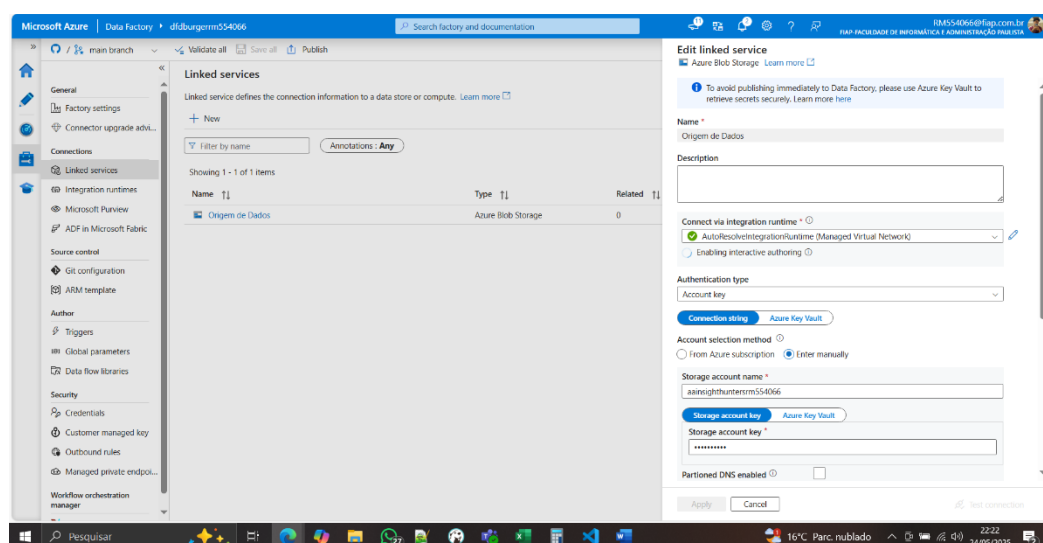 Microsoft Azure | Data Factory ▸ dfdburgerrm554066
Search factory and documentation
RM554066@fiap.com.br
FIAP-FACULDADE DE INFORMÁTICA E ADMINISTRAÇÃO PAULISTA
/ main branch
Validate all
Save all
Publish
General
Factory settings
Connector upgrade advi...
Connections
Linked services
Integration runtimes
Microsoft Purview
ADF in Microsoft Fabric
Source control
Git configuration
ARM template
Author
Triggers
Global parameters
Data flow libraries
Security
Credentials
Customer managed key
Outbound rules
Managed private endpoi...
Workflow orchestration
manager
Linked services
Linked service defines the connection information to a data store or compute. Learn more
+ New
Filter by name
Annotations : Any
Showing 1 - 1 of 1 items
Name Type Related
Origem de Dados Azure Blob Storage 0
Edit linked service
Azure Blob Storage Learn more
To avoid publishing immediately to Data Factory, please use Azure Key Vault to
retrieve secrets securely. Learn more here
Name *
Origem de Dados
Description
Connect via integration runtime *
AutoResolveIntegrationRuntime (Managed Virtual Network)
Enabling interactive authoring
Authentication type
Account key
Connection string Azure Key Vault
Account selection method
From Azure subscription Enter manually
Storage account name *
aainsighthuntersrm554066
Storage account key Azure Key Vault
Storage account key *
••••••••••
Partioned DNS enabled
Apply Cancel Test connection
Pesquisar
27
16°C Parc. nublado
22:22
24/05/2025